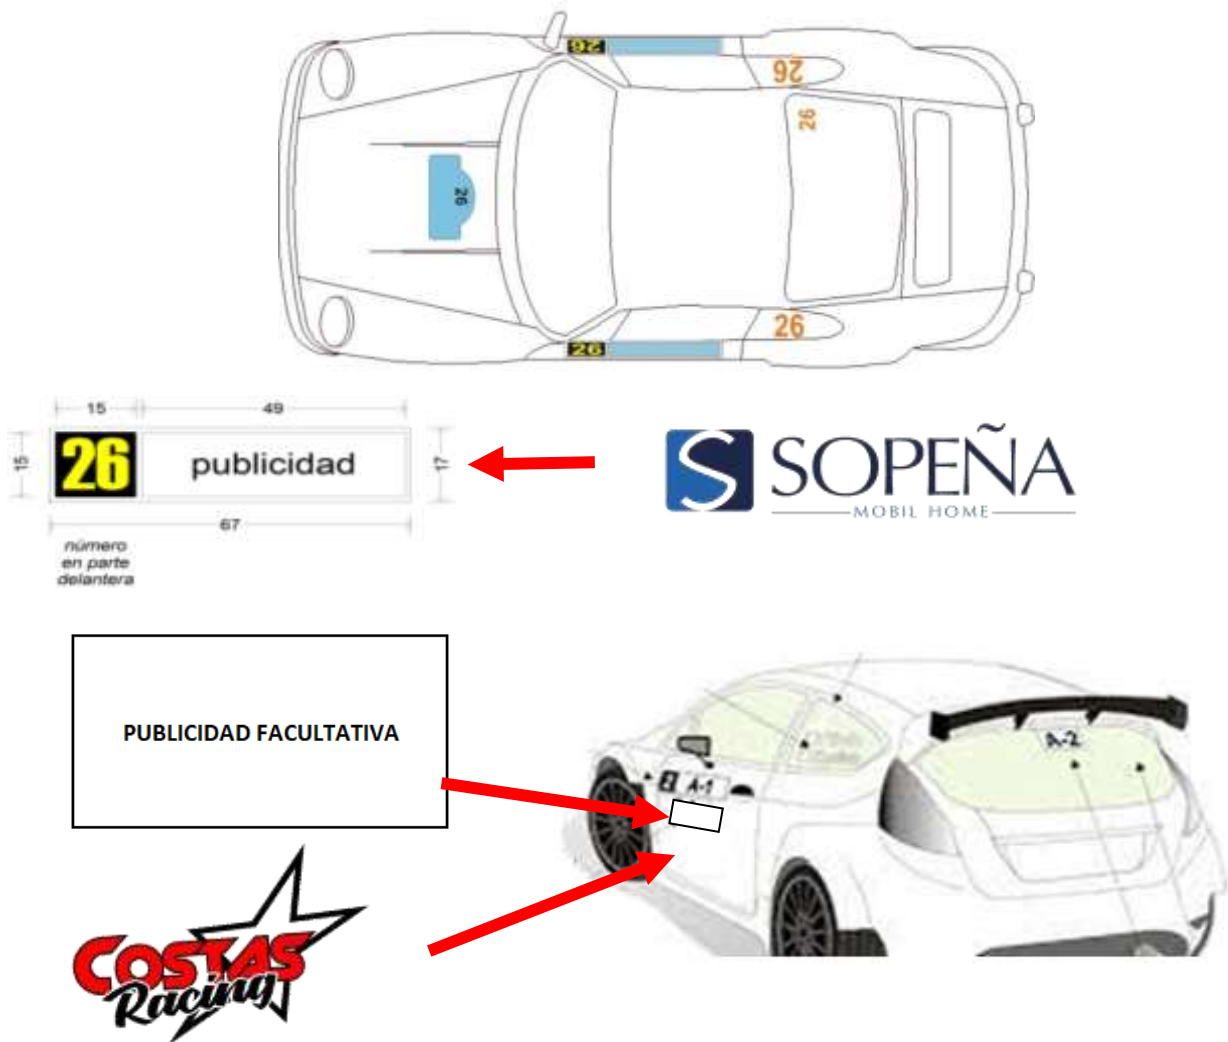 26
26
26
26
26
26
15
49
15
26
publicidad
17
67
número
en parte
delantera
S
SOPEÑA
MOBIL HOME
PUBLICIDAD FACULTATIVA
A-2
2 A-1
COSTAS
Racing